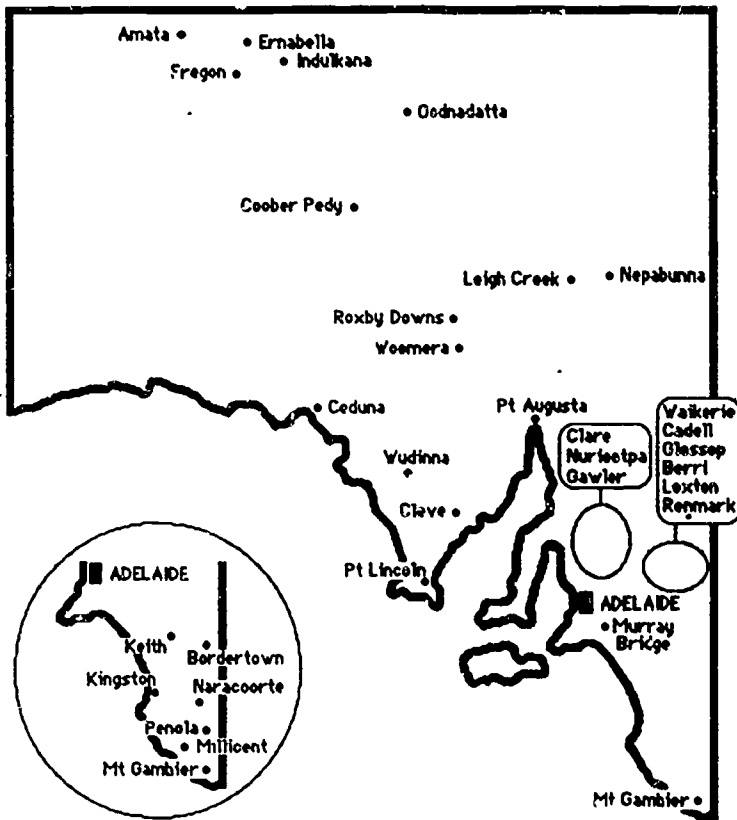 Amata
Ernabella
Indulkana
Fregon
Oodnadatta
Coober Pedy
Leigh Creek
Nepabunna
Roxby Downs
Woomera
Ceduna
Pt Augusta
Waikerie
Cadell
Glossop
Berri
Loxton
Renmark
Clare
Nuriootpa
Gawler
Wudinna
Clave
Pt Lincoln
ADELAIDE
Murray
Bridge
Mt Gambier
ADELAIDE
Keith
Bordertown
Kingston
Naracoorte
Penola
Millicent
Mt Gambier